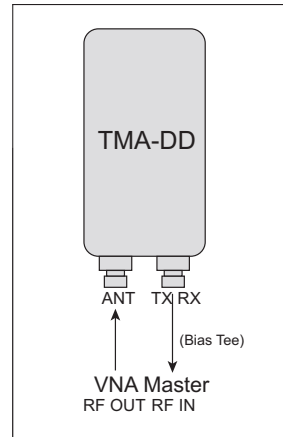 TMA-DD
ANT TX RX
(Bias Tee)
VNA Master
RF OUT RF IN